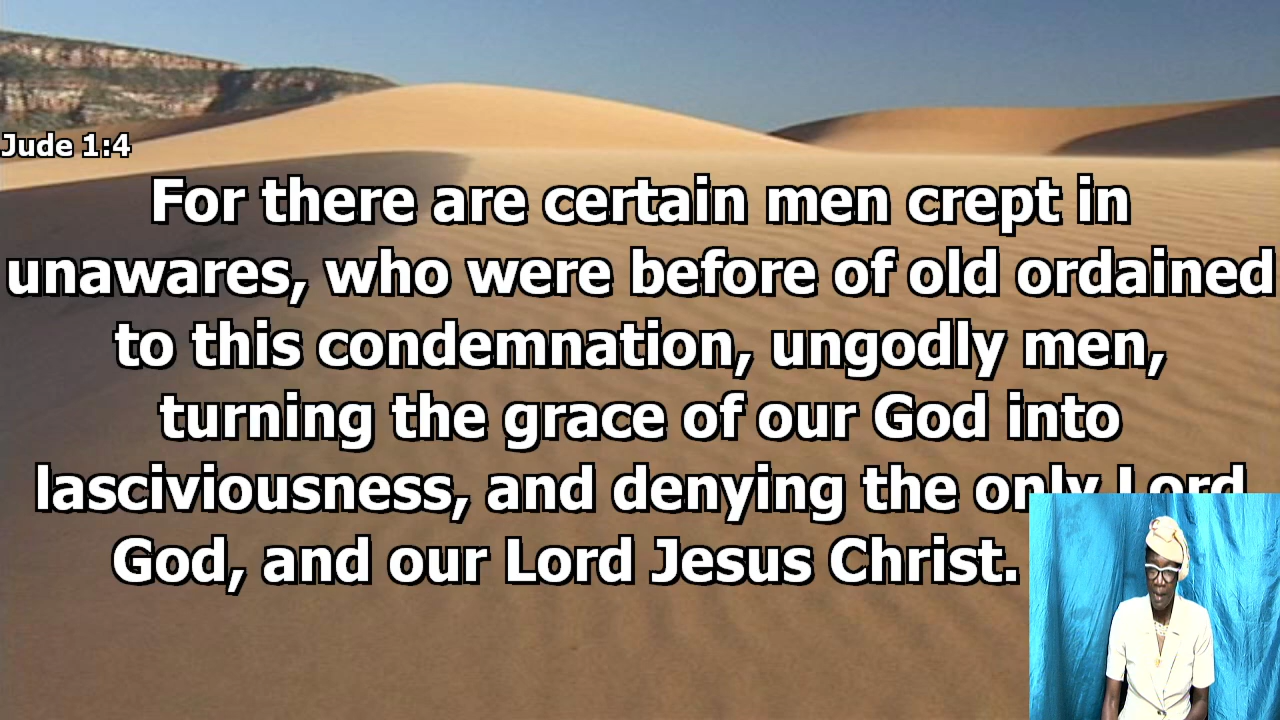 Jude 1:4
For there are certain men crept in
unawares, who were before of old ordained
to this condemnation, ungodly men,
turning the grace of our God into
lasciviousness, and denying the only Lord
God, and our Lord Jesus Christ.